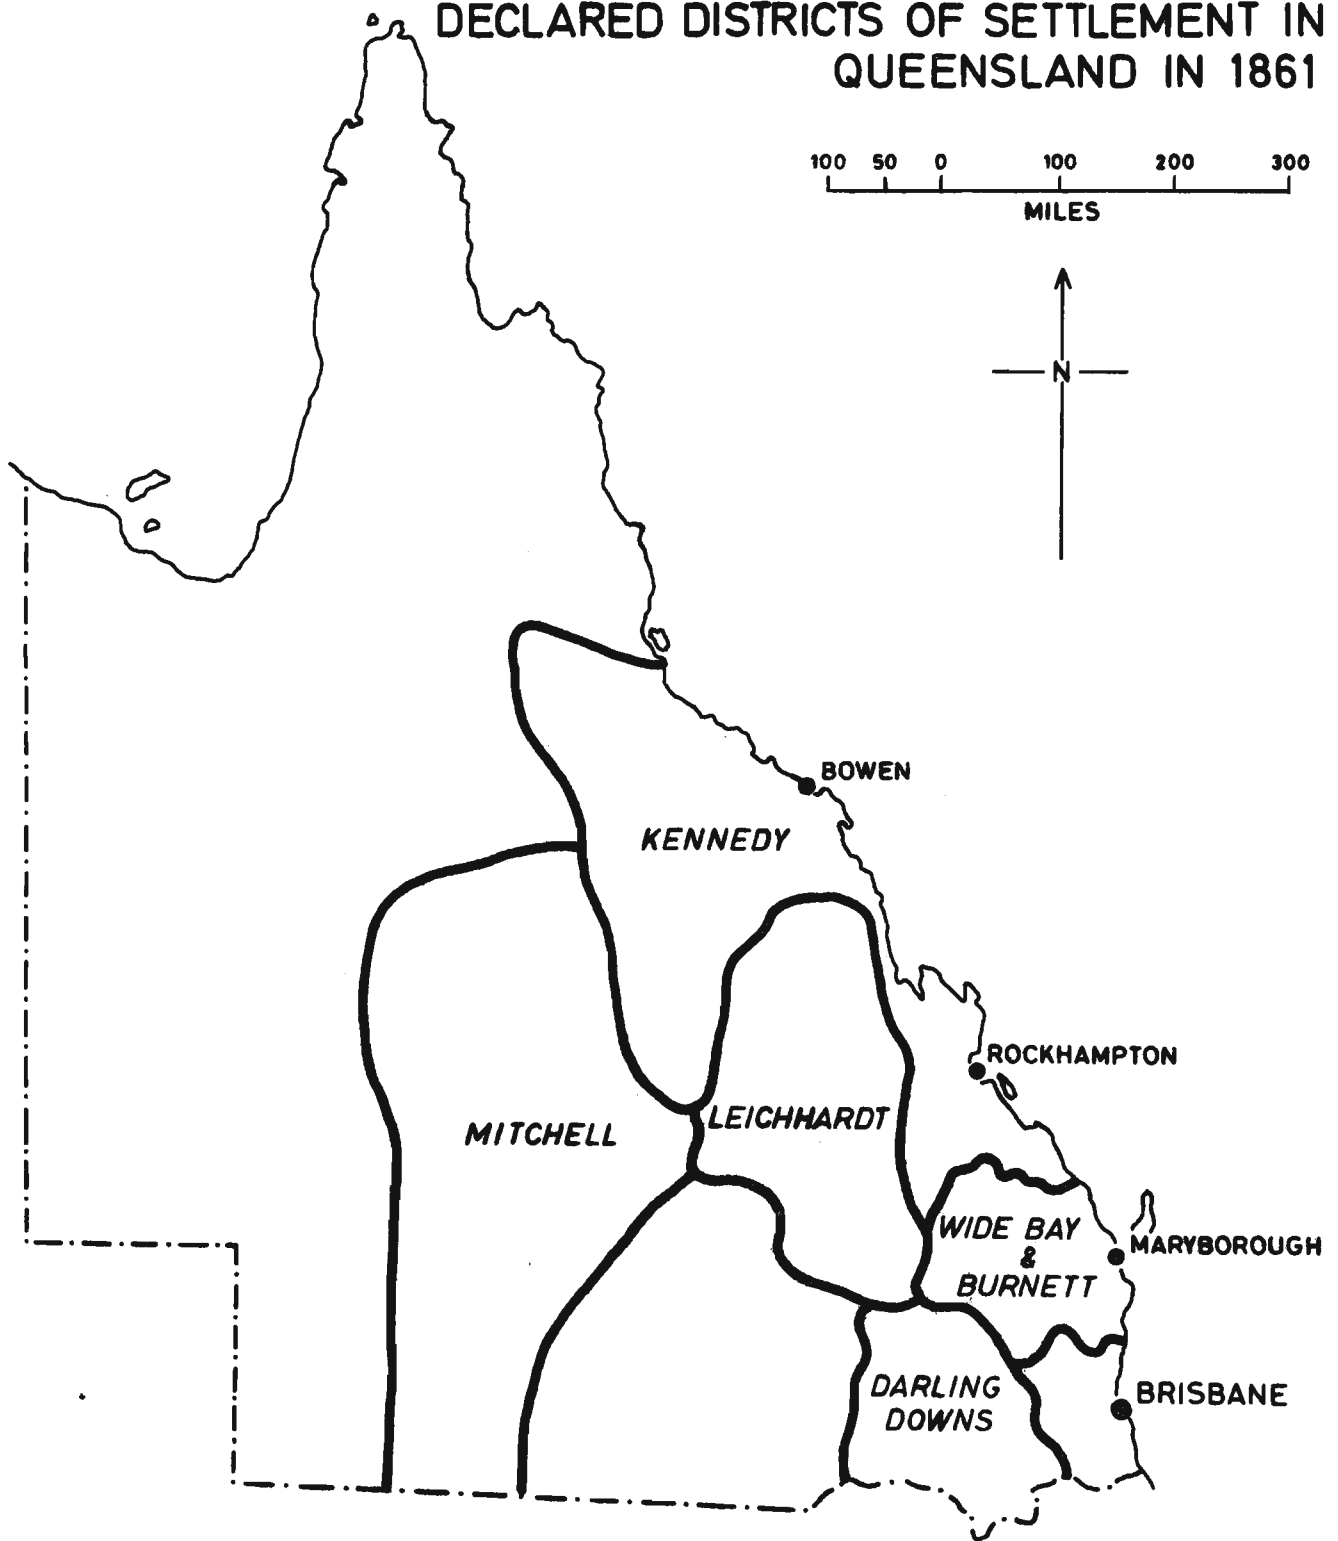 DECLARED DISTRICTS OF SETTLEMENT IN
QUEENSLAND IN 1861
100 50 0 100 200 300
MILES
N
BOWEN
KENNEDY
ROCKHAMPTON
LEICHHARDT
MITCHELL
WIDE BAY
&
BURNETT
MARYBOROUGH
DARLING
DOWNS
BRISBANE